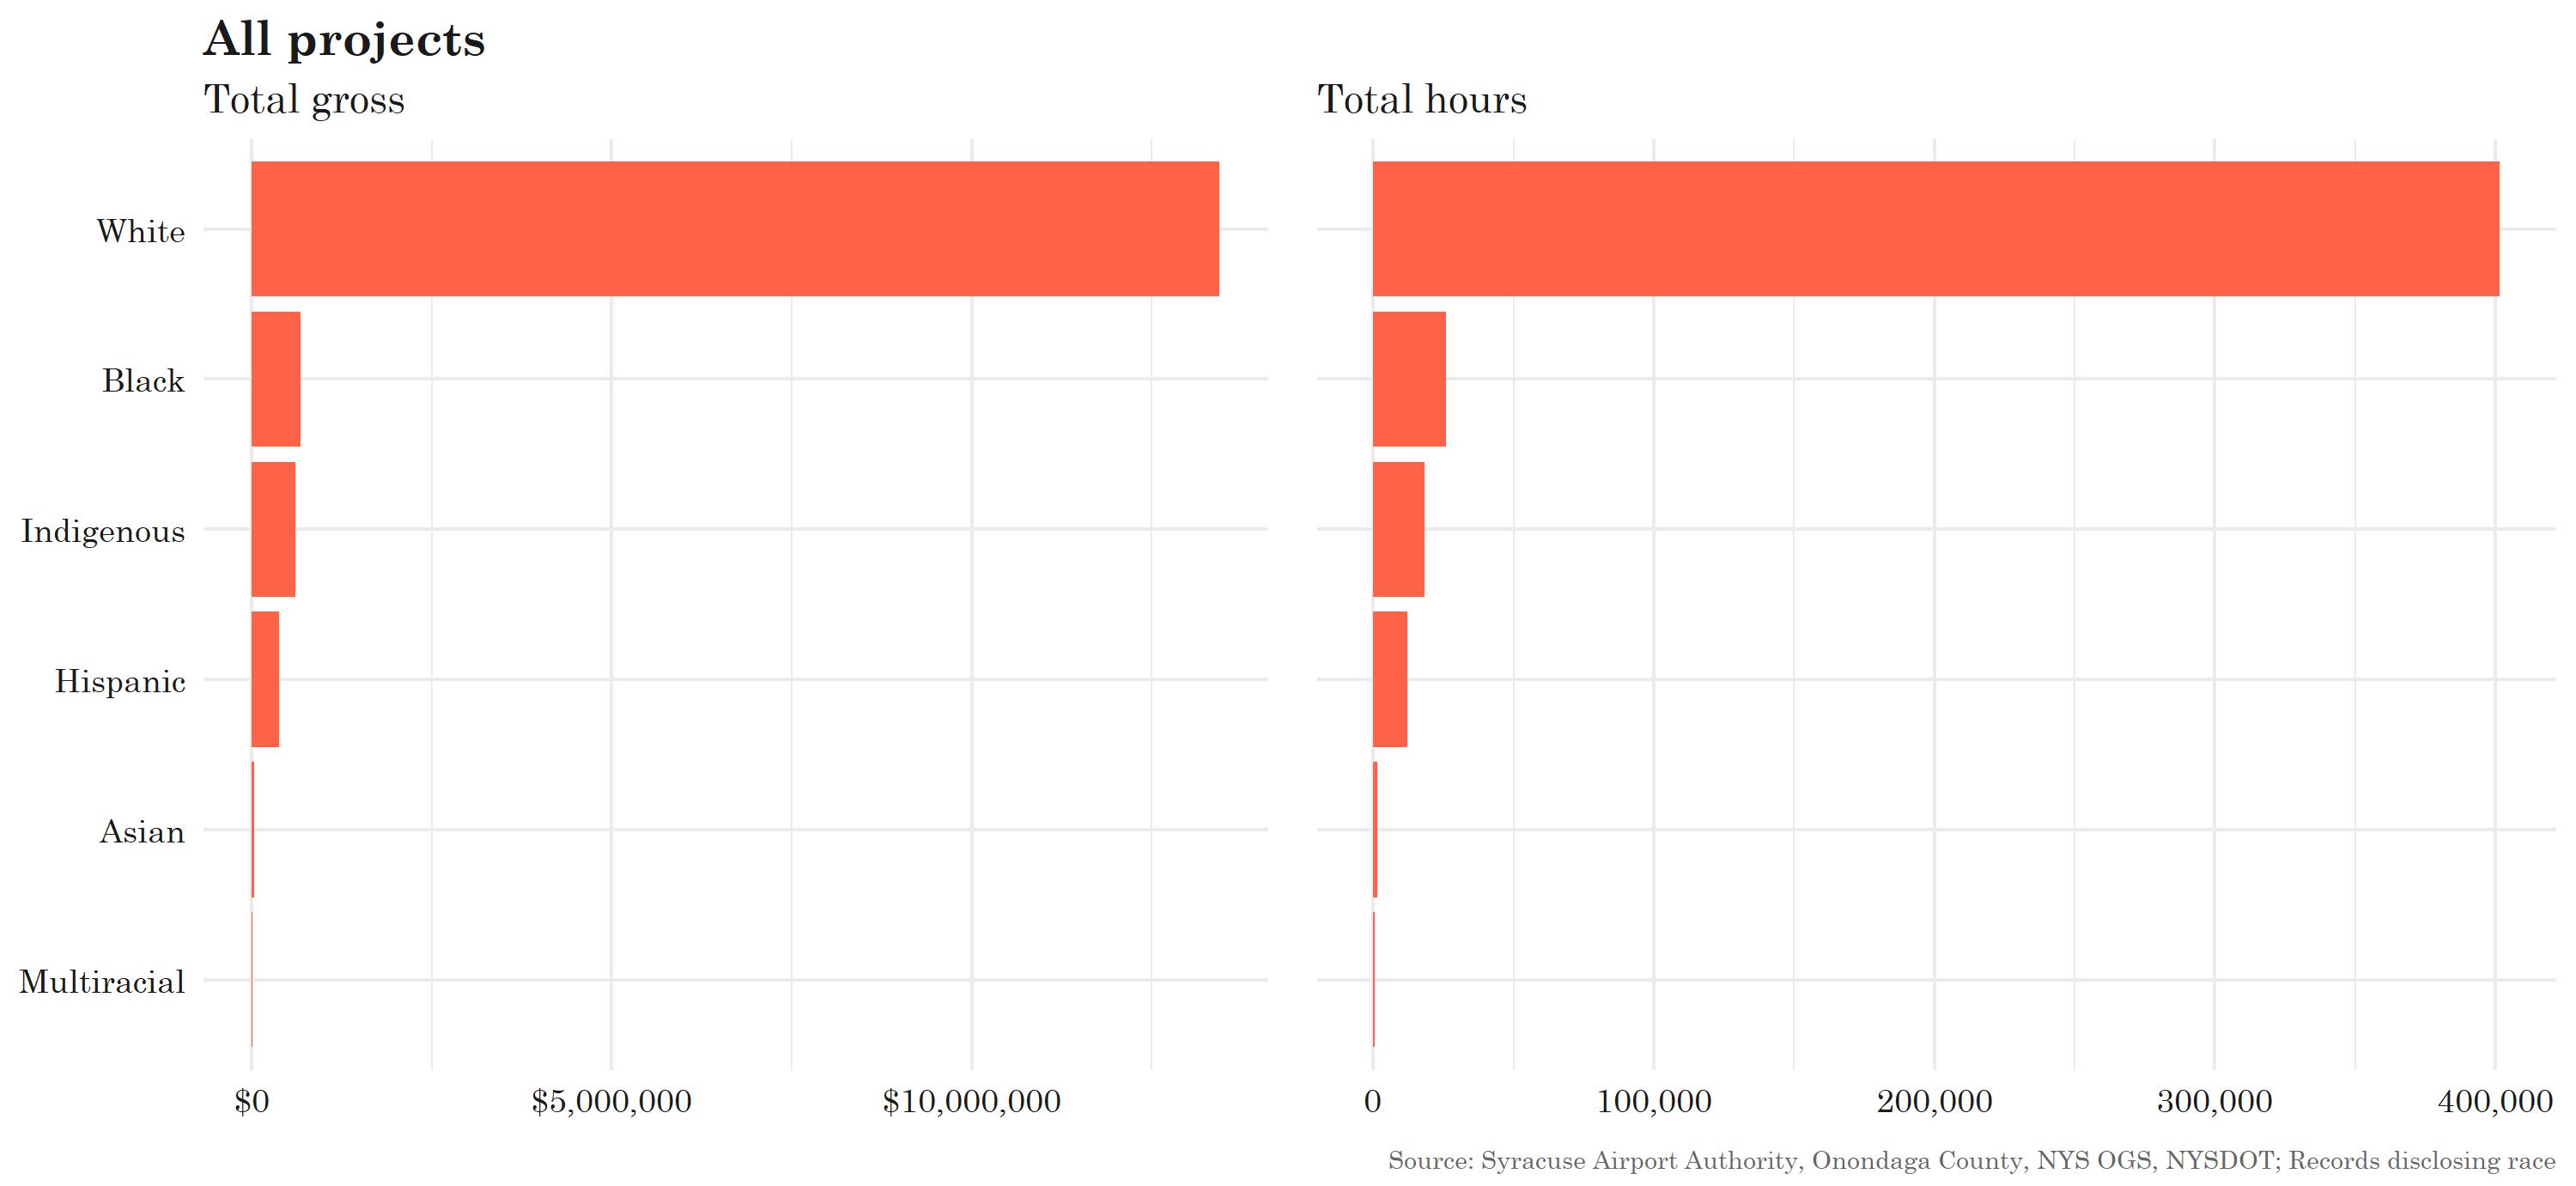 All projects
Total gross
Total hours
White
Black
Indigenous
Hispanic
Asian
Multiracial
$0 $5,000,000 $10,000,000
0 100,000 200,000 300,000 400,000
Source: Syracuse Airport Authority, Onondaga County, NYS OGS, NYSDOT; Records disclosing race